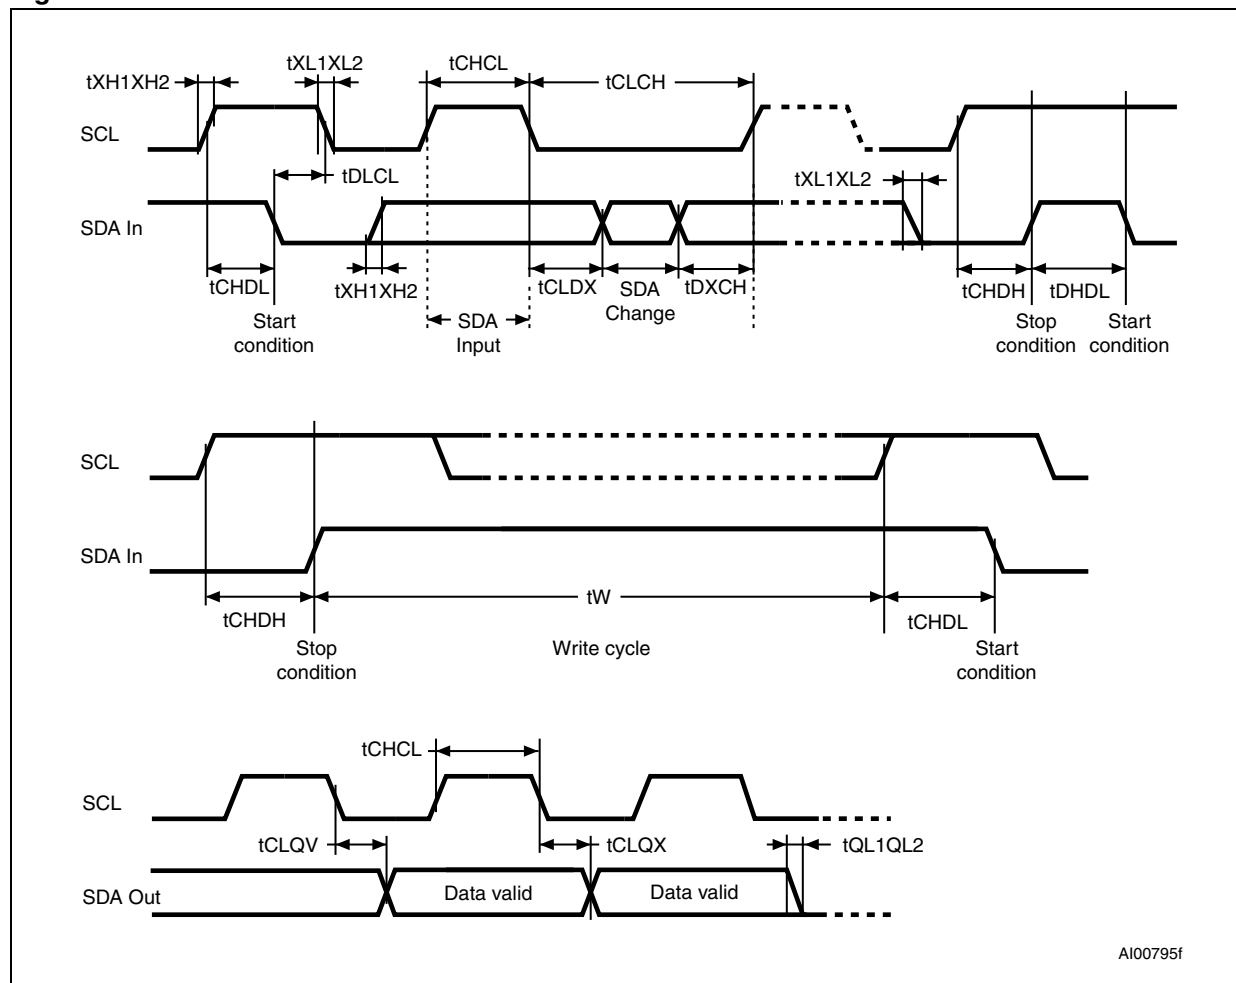 tXH1XH2
tXL1XL2
tCHCL
tCLCH
SCL
tDLCL
tXL1XL2
SDA In
tCHDL
tXH1XH2
tCLDX
SDA
Change
tDXCH
tCHDH
tDHDL
Start
condition
SDA
Input
Stop
condition
Start
condition
SCL
SDA In
tCHDH
tW
tCHDL
Stop
condition
Write cycle
Start
condition
tCHCL
SCL
tCLQV
tCLQX
tQL1QL2
SDA Out
Data valid
Data valid
AI00795f